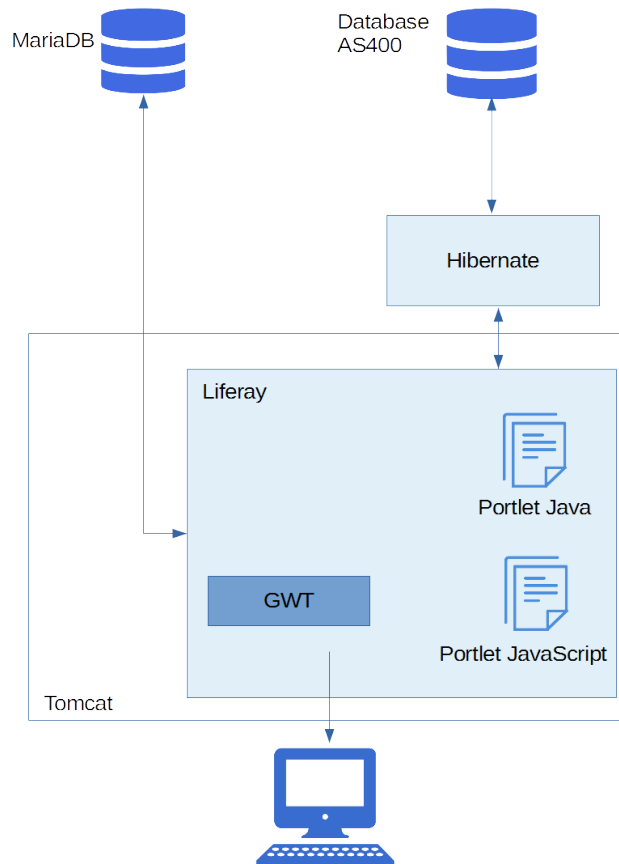 MariaDB
Database
AS400
Hibernate
Liferay
Portlet Java
GWT
Portlet JavaScript
Tomcat